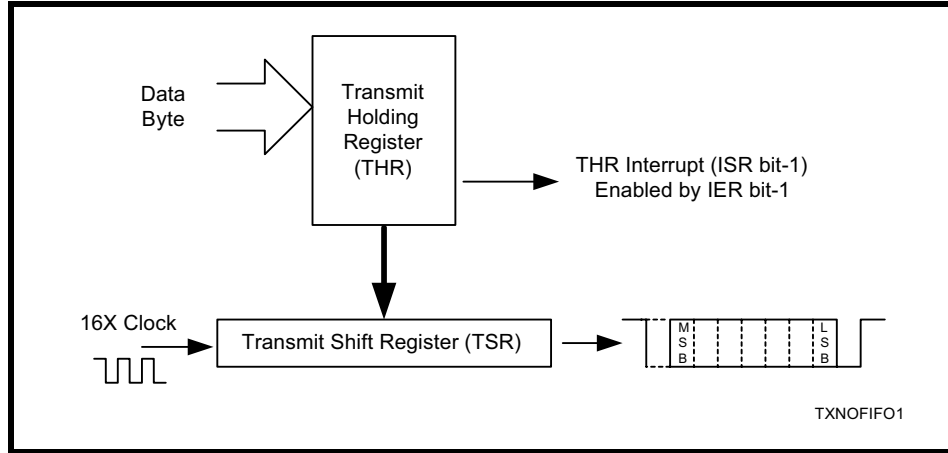 Data
Byte
Transmit
Holding
Register
(THR)
THR Interrupt (ISR bit-1)
Enabled by IER bit-1
16X Clock
Transmit Shift Register (TSR)
M
S
B
L
S
B
TXNOFIFO1